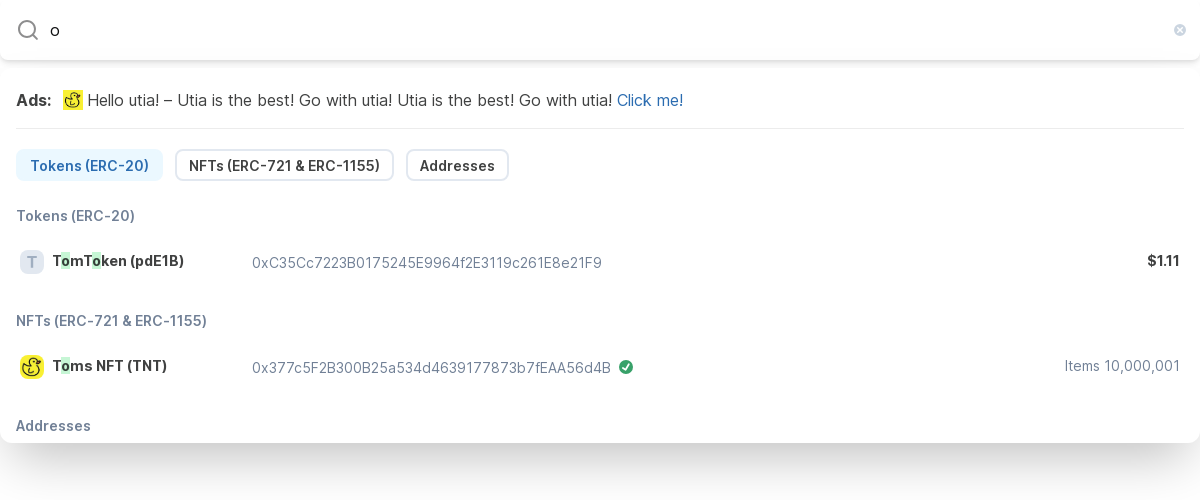 o
Ads: Hello utia! – Utia is the best! Go with utia! Utia is the best! Go with utia! Click me!
Tokens (ERC-20) NFTs (ERC-721 & ERC-1155) Addresses
Tokens (ERC-20)
T TomToken (pdE1B) 0xC35Cc7223B0175245E9964f2E3119c261E8e21F9 $1.11
NFTs (ERC-721 & ERC-1155)
Toms NFT (TNT) 0x377c5F2B300B25a534d4639177873b7fEAA56d4B Items 10,000,001
Addresses